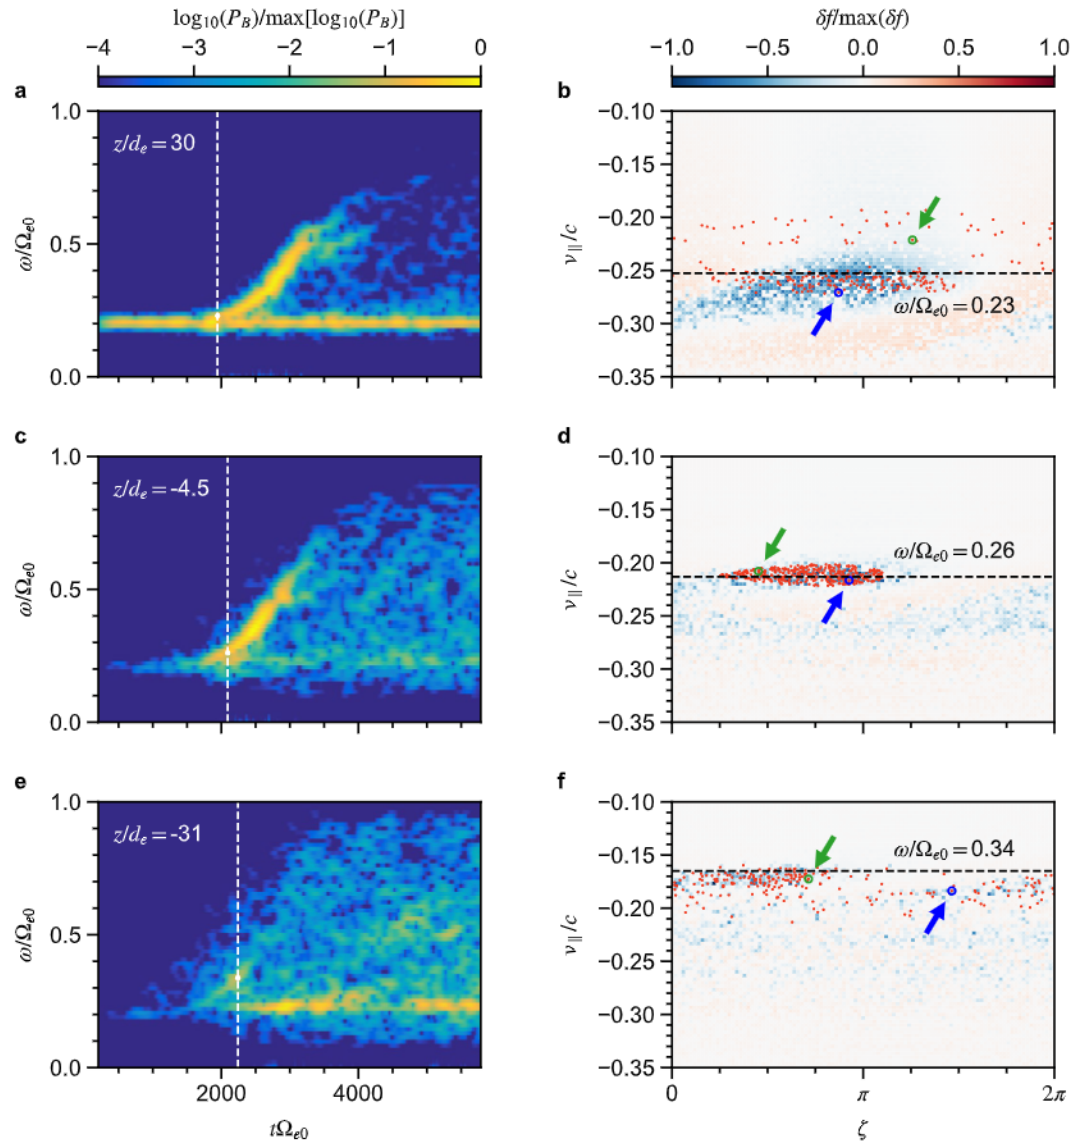 log₁₀(P_B)/max[log₁₀(P_B)]
−4 −3 −2 −1 0
δf/max(δf)
−1.0 −0.5 0.0 0.5 1.0
a
z/dₑ = 30
1.0
0.5
0.0
ω/Ωₑ₀
b
−0.10
−0.15
−0.20
−0.25
−0.30
−0.35
v∥/c
ω/Ωₑ₀ = 0.23
c
z/dₑ = -4.5
1.0
0.5
0.0
ω/Ωₑ₀
d
−0.10
−0.15
−0.20
−0.25
−0.30
−0.35
v∥/c
ω/Ωₑ₀ = 0.26
e
z/dₑ = -31
1.0
0.5
0.0
ω/Ωₑ₀
2000 4000
tΩₑ₀
f
−0.10
−0.15
−0.20
−0.25
−0.30
−0.35
v∥/c
ω/Ωₑ₀ = 0.34
0 π 2π
ζ